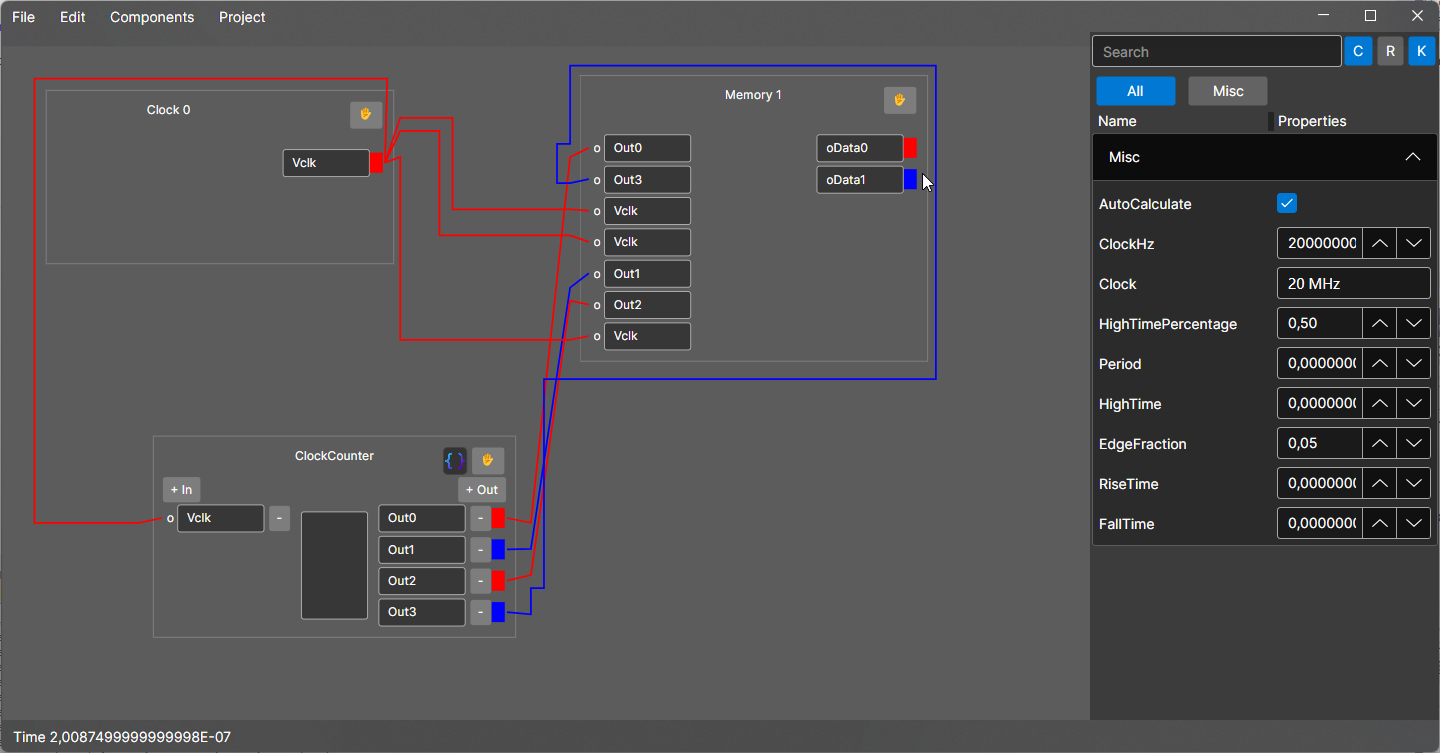 File Edit Components Project
Search C R K
All Misc
Name Properties
Misc
AutoCalculate
ClockHz 20000000
Clock 20 MHz
HighTimePercentage 0,50
Period 0,0000000
HighTime 0,0000000
EdgeFraction 0,05
RiseTime 0,0000000
FallTime 0,0000000
Clock 0
Vclk
Memory 1
o Out0 oData0
o Out3 oData1
o Vclk
o Vclk
o Out1
o Out2
o Vclk
ClockCounter { }
+ In + Out
o Vclk - Out0 -
Out1 -
Out2 -
Out3 -
Time 2,0087499999999998E-07